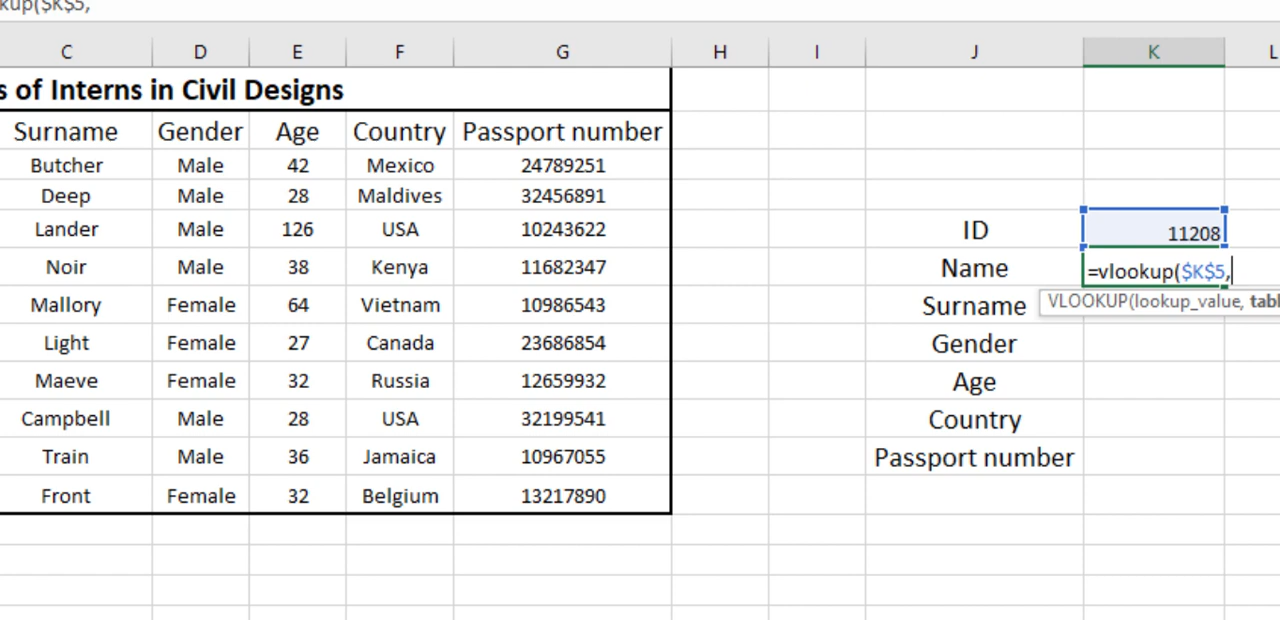 kup($K$5,
C D E F G H I J K L
s of Interns in Civil Designs
Surname Gender Age Country Passport number
Butcher Male 42 Mexico 24789251
Deep Male 28 Maldives 32456891
Lander Male 126 USA 10243622 ID 11208
Noir Male 38 Kenya 11682347 Name =vlookup($K$5,
Mallory Female 64 Vietnam 10986543 Surname VLOOKUP(lookup_value, tabl
Light Female 27 Canada 23686854 Gender
Maeve Female 32 Russia 12659932 Age
Campbell Male 28 USA 32199541 Country
Train Male 36 Jamaica 10967055 Passport number
Front Female 32 Belgium 13217890